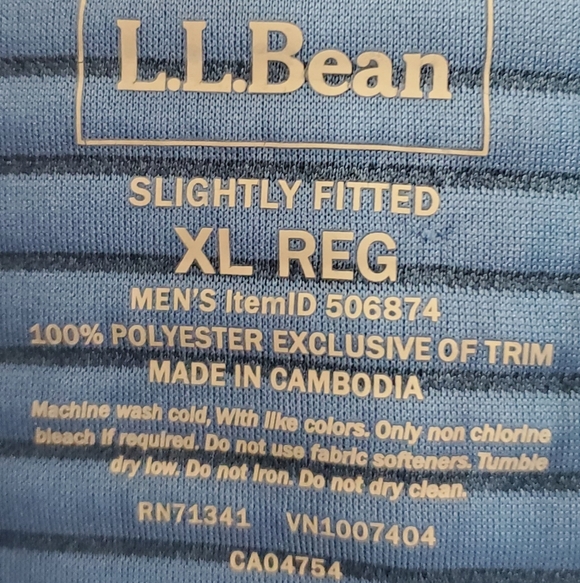 L.L.Bean
SLIGHTLY FITTED
XL REG
MEN'S ItemID 506874
100% POLYESTER EXCLUSIVE OF TRIM
MADE IN CAMBODIA
Machine wash cold, With like colors. Only non chlorine
bleach if required. Do not use fabric softeners. Tumble
dry low. Do not iron. Do not dry clean.
RN71341 VN1007404
CA04754